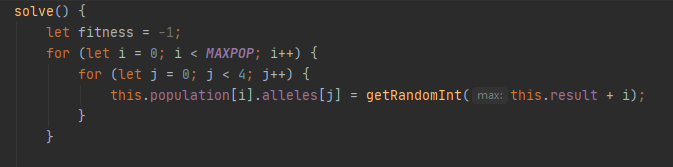 solve() {
let fitness = -1;
for (let i = 0; i < MAXPOP; i++) {
for (let j = 0; j < 4; j++) {
this.population[i].alleles[j] = getRandomInt( max: this.result + i);
}
}